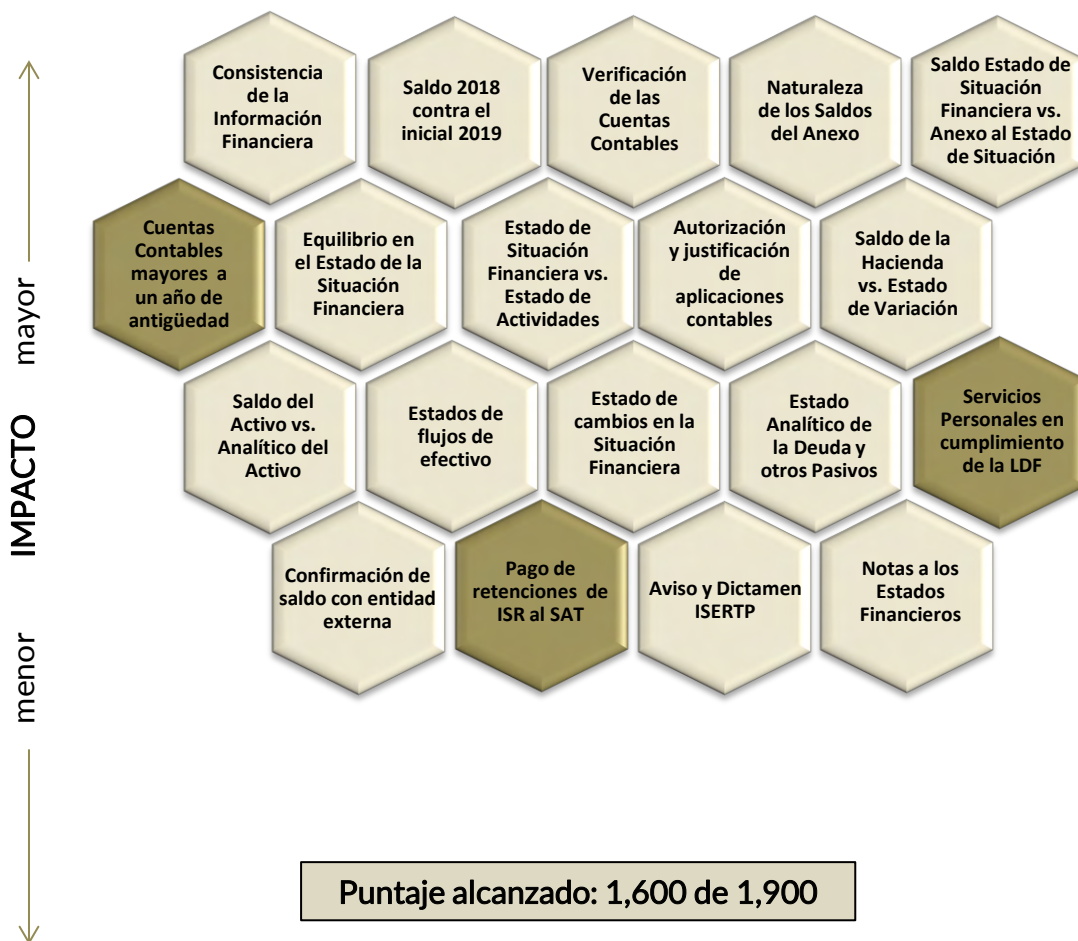 Consistencia
de la
Información
Financiera
Saldo 2018
contra el
inicial 2019
Verificación
de las
Cuentas
Contables
Naturaleza
de los Saldos
del Anexo
Saldo Estado de
Situación
Financiera vs.
Anexo al Estado
de Situación
Cuentas
Contables
mayores a
un año de
antigüedad
Equilibrio en
el Estado de la
Situación
Financiera
Estado de
Situación
Financiera vs.
Estado de
Actividades
Autorización
y justificación
de
aplicaciones
contables
Saldo de la
Hacienda
vs. Estado
de Variación
Saldo del
Activo vs.
Analítico del
Activo
Estados de
flujos de
efectivo
Estado de
cambios en la
Situación
Financiera
Estado
Analítico de
la Deuda y
otros Pasivos
Servicios
Personales en
cumplimiento
de la LDF
Confirmación de
saldo con entidad
externa
Pago de
retenciones de
ISR al SAT
Aviso y Dictamen
ISERTP
Notas a los
Estados
Financieros
menor IMPACTO mayor
Puntaje alcanzado: 1,600 de 1,900